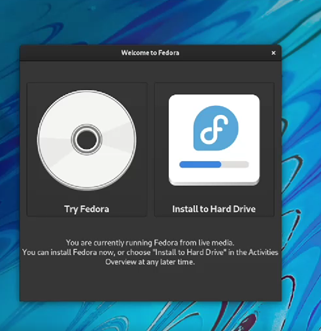 Welcome to Fedora
×
Try Fedora
Install to Hard Drive
You are currently running Fedora from live media.
You can install Fedora now, or choose "Install to Hard Drive" in the Activities
Overview at any later time.